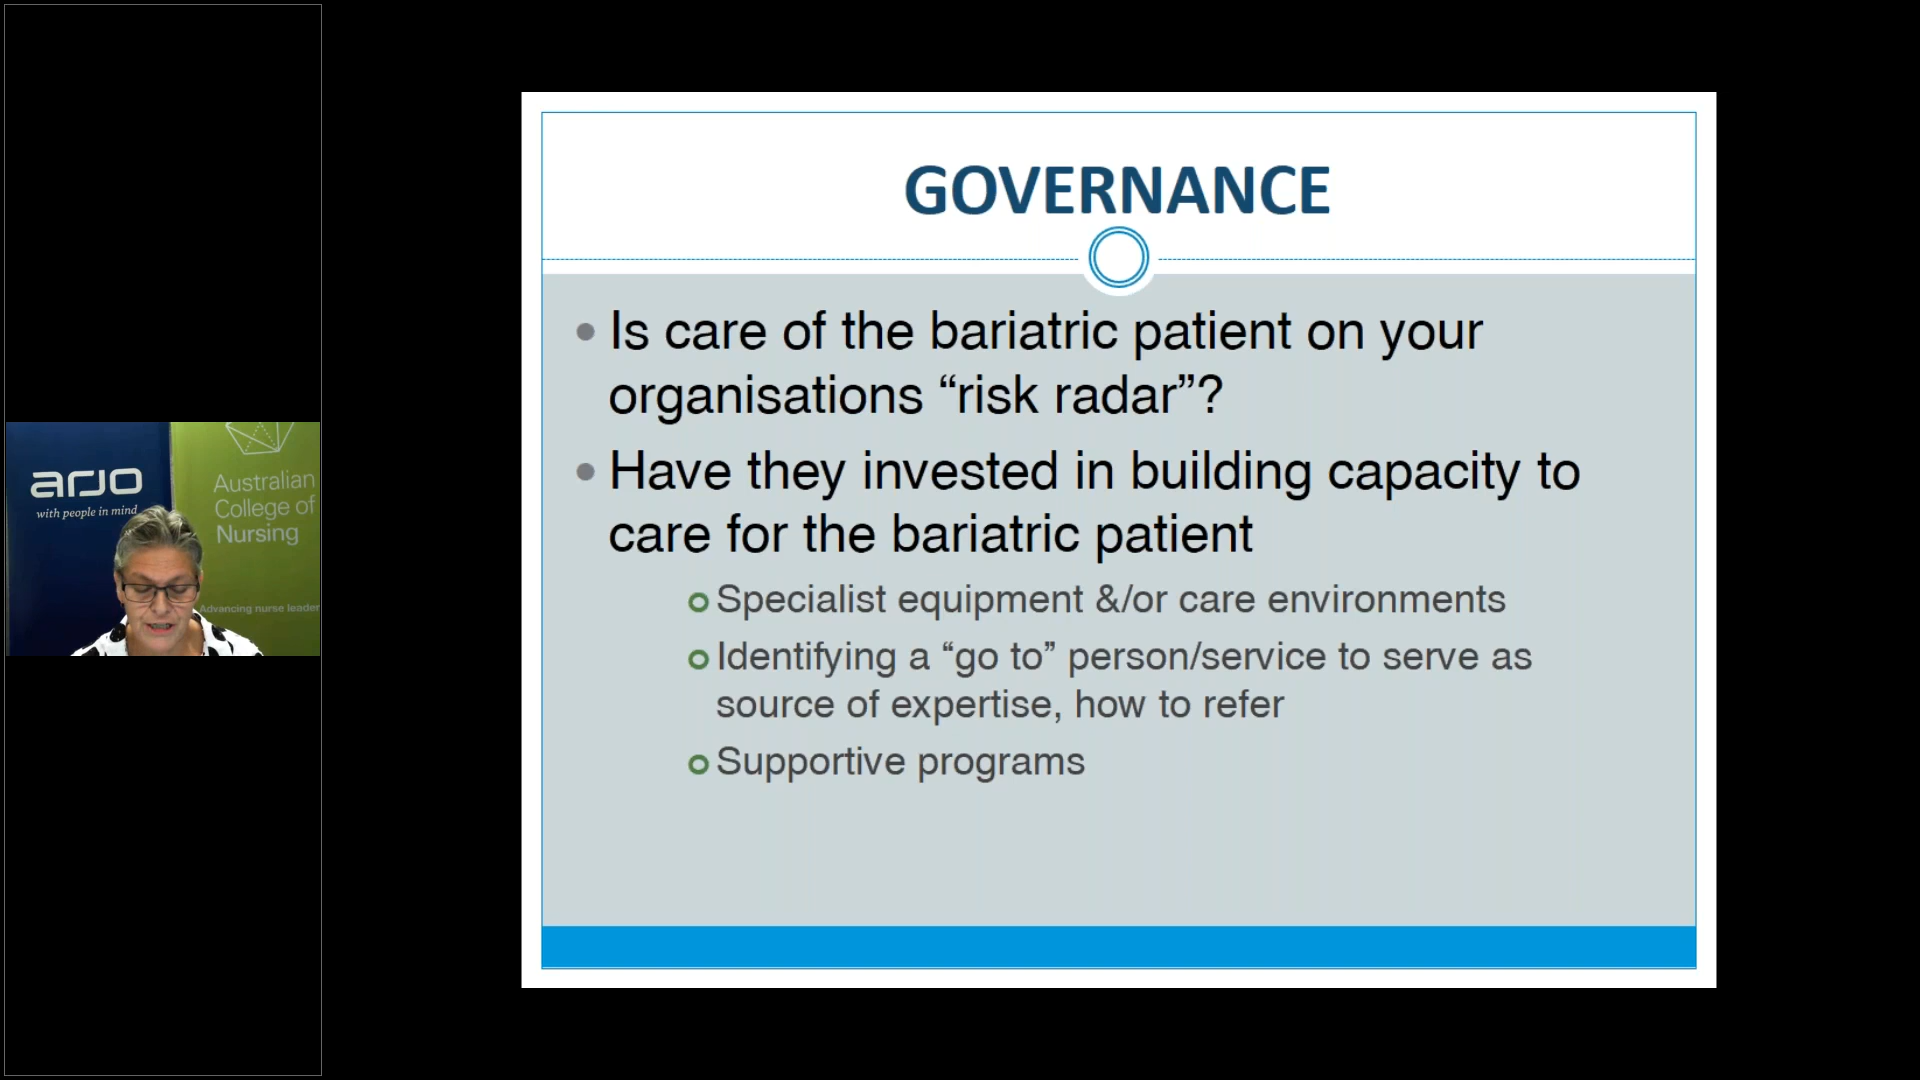 arjo
with people in mind
Australian
College of
Nursing
Advancing nurse leader
GOVERNANCE
• Is care of the bariatric patient on your
organisations “risk radar”?
• Have they invested in building capacity to
care for the bariatric patient
Specialist equipment &/or care environments
Identifying a “go to” person/service to serve as
source of expertise, how to refer
Supportive programs